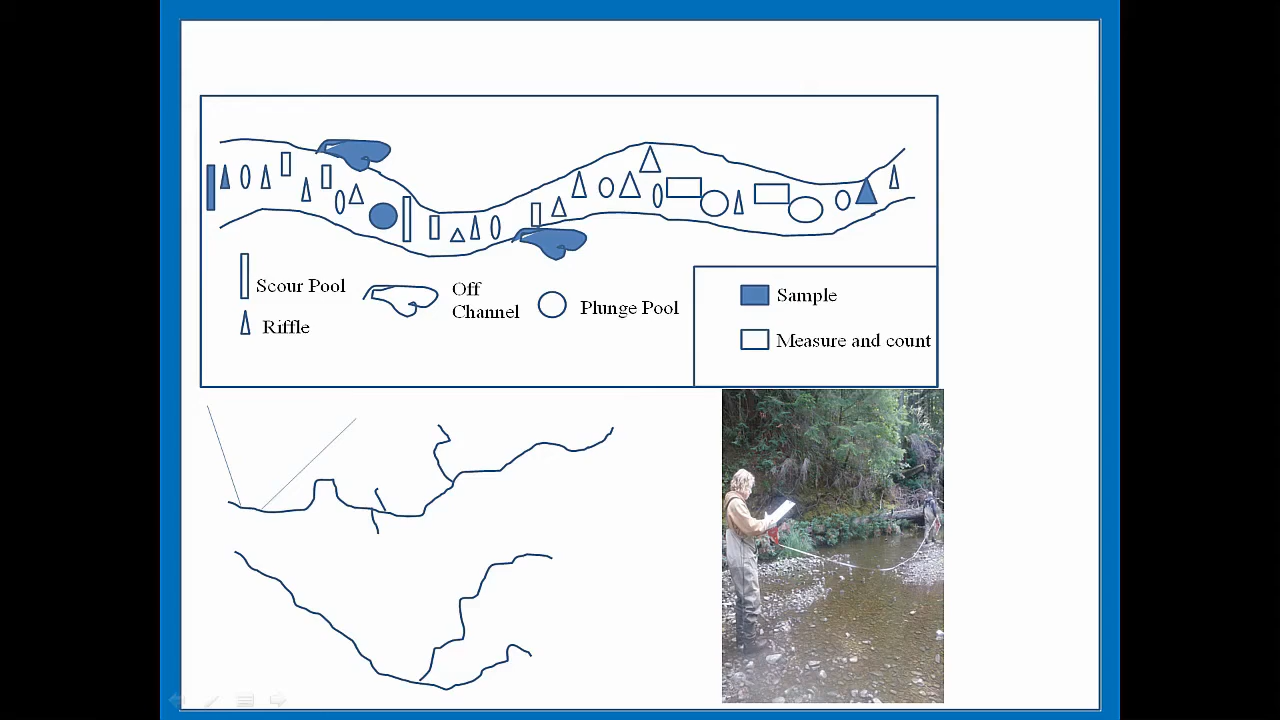 Scour Pool
Riffle
Off
Channel
Plunge Pool
Sample
Measure and count